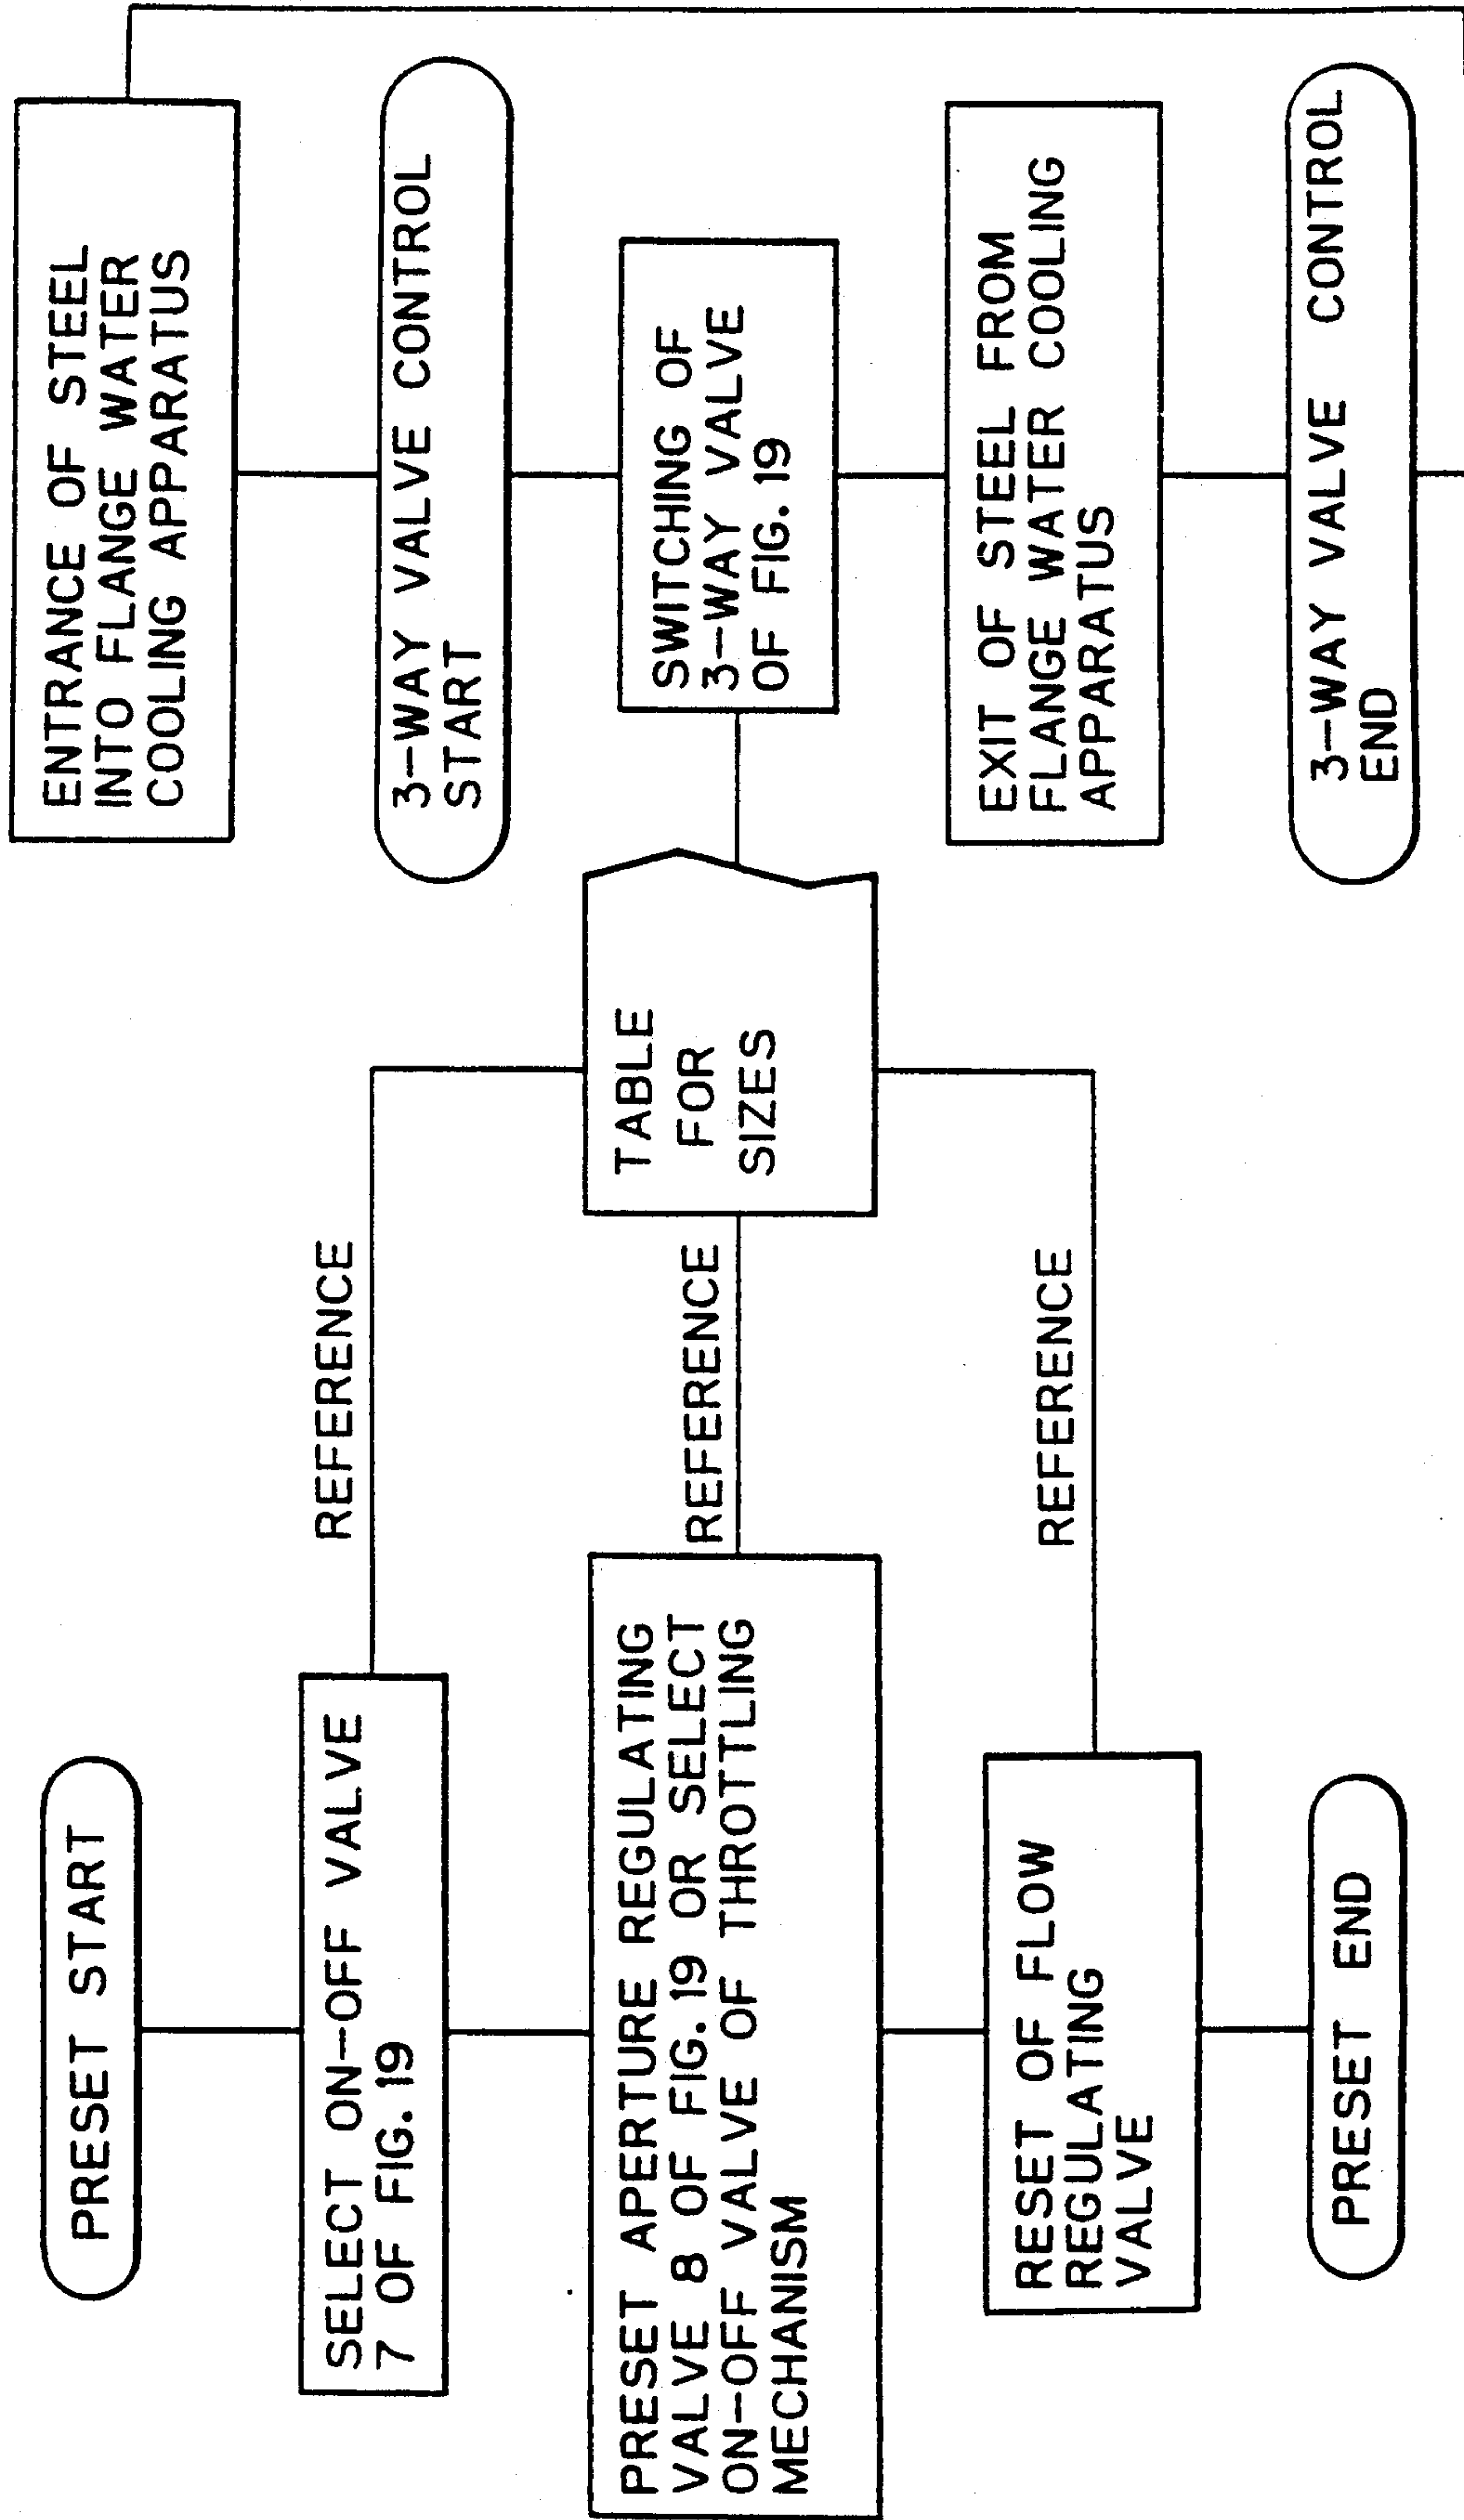 PRESET START
SELECT ON-OFF VALVE
7 OF FIG. 19
PRESET APERTURE REGULATING
VALVE 8 OF FIG. 19 OR SELECT
ON-OFF VALVE OF THROTTLING
MECHANISM
RESET OF FLOW
REGULATING
VALVE
PRESET END
REFERENCE
REFERENCE
REFERENCE
TABLE
FOR
SIZES
ENTRANCE OF STEEL
INTO FLANGE WATER
COOLING APPARATUS
3-WAY VALVE CONTROL
START
SWITCHING OF
3-WAY VALVE
OF FIG. 19
EXIT OF STEEL FROM
FLANGE WATER COOLING
APPARATUS
3-WAY VALVE CONTROL
END